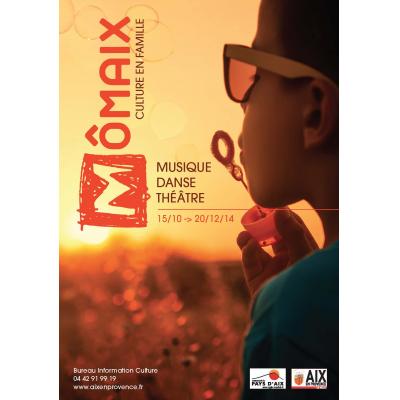 MÔMAIX
CULTURE EN FAMILLE
MUSIQUE
DANSE
THÉÂTRE
15/10 -> 20/12/14
Bureau Information Culture
04 42 91 99 19
www.aixenprovence.fr
PAYS D'AIX
AIX